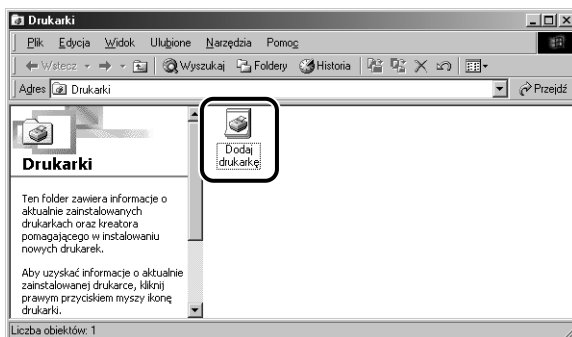 Drukarki
Plik Edycja Widok Ulubione Narzędzia Pomoc
Wstecz Wyszukaj Foldery Historia
Adres Drukarki Przejdź
Drukarki
Ten folder zawiera informacje o
aktualnie zainstalowanych
drukarkach oraz kreatora
pomagającego w instalowaniu
nowych drukarek.
Aby uzyskać informacje o aktualnie
zainstalowanej drukarce, kliknij
prawym przyciskiem myszy ikonę
drukarki.
Dodaj
drukarkę
Liczba obiektów: 1